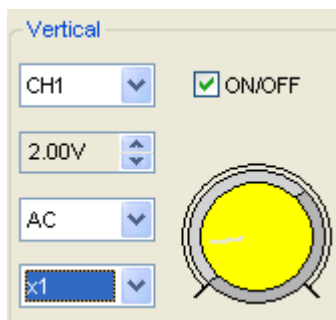 Vertical
CH1
ON/OFF
2.00V
AC
x1